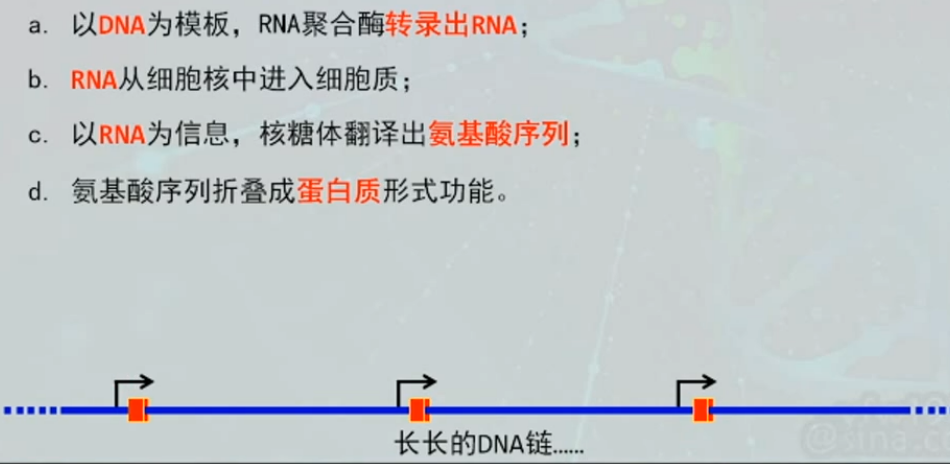 a. 以DNA为模板，RNA聚合酶转录出RNA；
b. RNA从细胞核中进入细胞质；
c. 以RNA为信息，核糖体翻译出氨基酸序列；
d. 氨基酸序列折叠成蛋白质形式功能。
长长的DNA链……